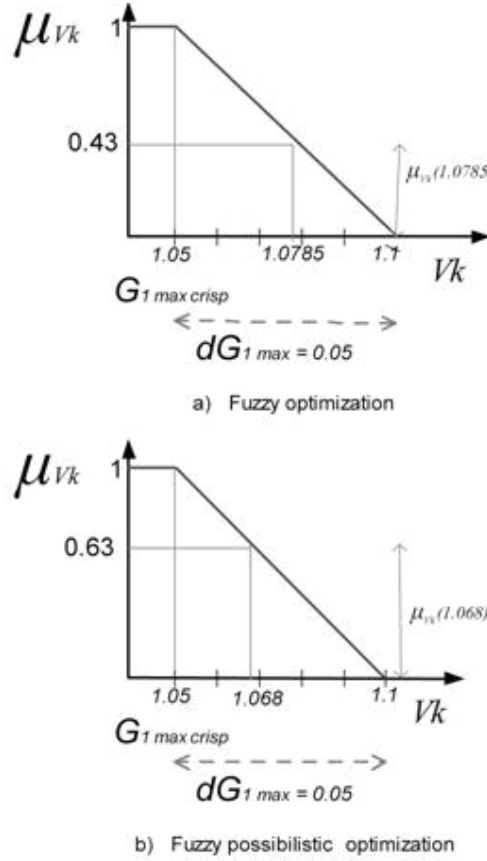 μVk
1
0.43
μVk(1.0785
1.05
1.0785
1.1
Vk
G1 max crisp
dG1 max = 0.05
a) Fuzzy optimization
μVk
1
0.63
μVk(1.068)
1.05
1.068
1.1
Vk
G1 max crisp
dG1 max = 0.05
b) Fuzzy possibilistic optimization